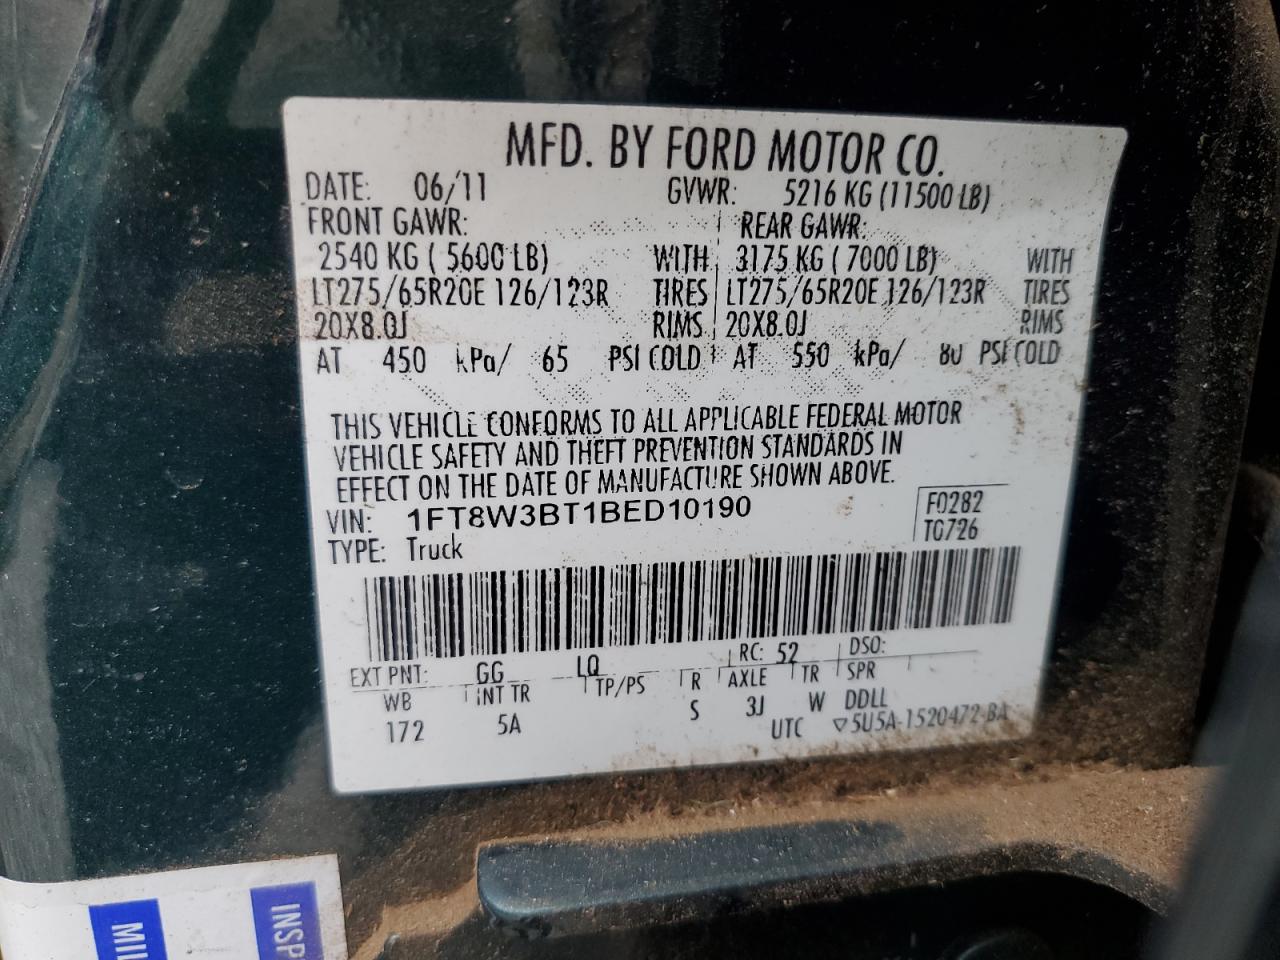 MFD. BY FORD MOTOR CO.
DATE: 06/'11 GVWR: 5216 KG (11500 LB)
FRONT GAWR: REAR GAWR:
2540 KG ( 5600 LB) WITH 3175 KG ( 7000 LB) WITH
LT275/65R20E 126/123R TIRES LT275/65R20E 126/123R TIRES
20X8.0J RIMS 20X8.0J RIMS
AT 450 kPa/ 65 PSI COLD AT 550 kPa/ 80 PSI COLD
THIS VEHICLE CONFORMS TO ALL APPLICABLE FEDERAL MOTOR
VEHICLE SAFETY AND THEFT PREVENTION STANDARDS IN
EFFECT ON THE DATE OF MANUFACTURE SHOWN ABOVE.
VIN: 1FT8W3BT1BED10190 F0282
TYPE: Truck T0726
EXT PNT: GG LQ RC: 52 DSO:
WB INT TR TP/PS R AXLE TR SPR
172 5A S 3J W DDLL
UTC ▽5U5A-1520472-BA
MIL
INSP